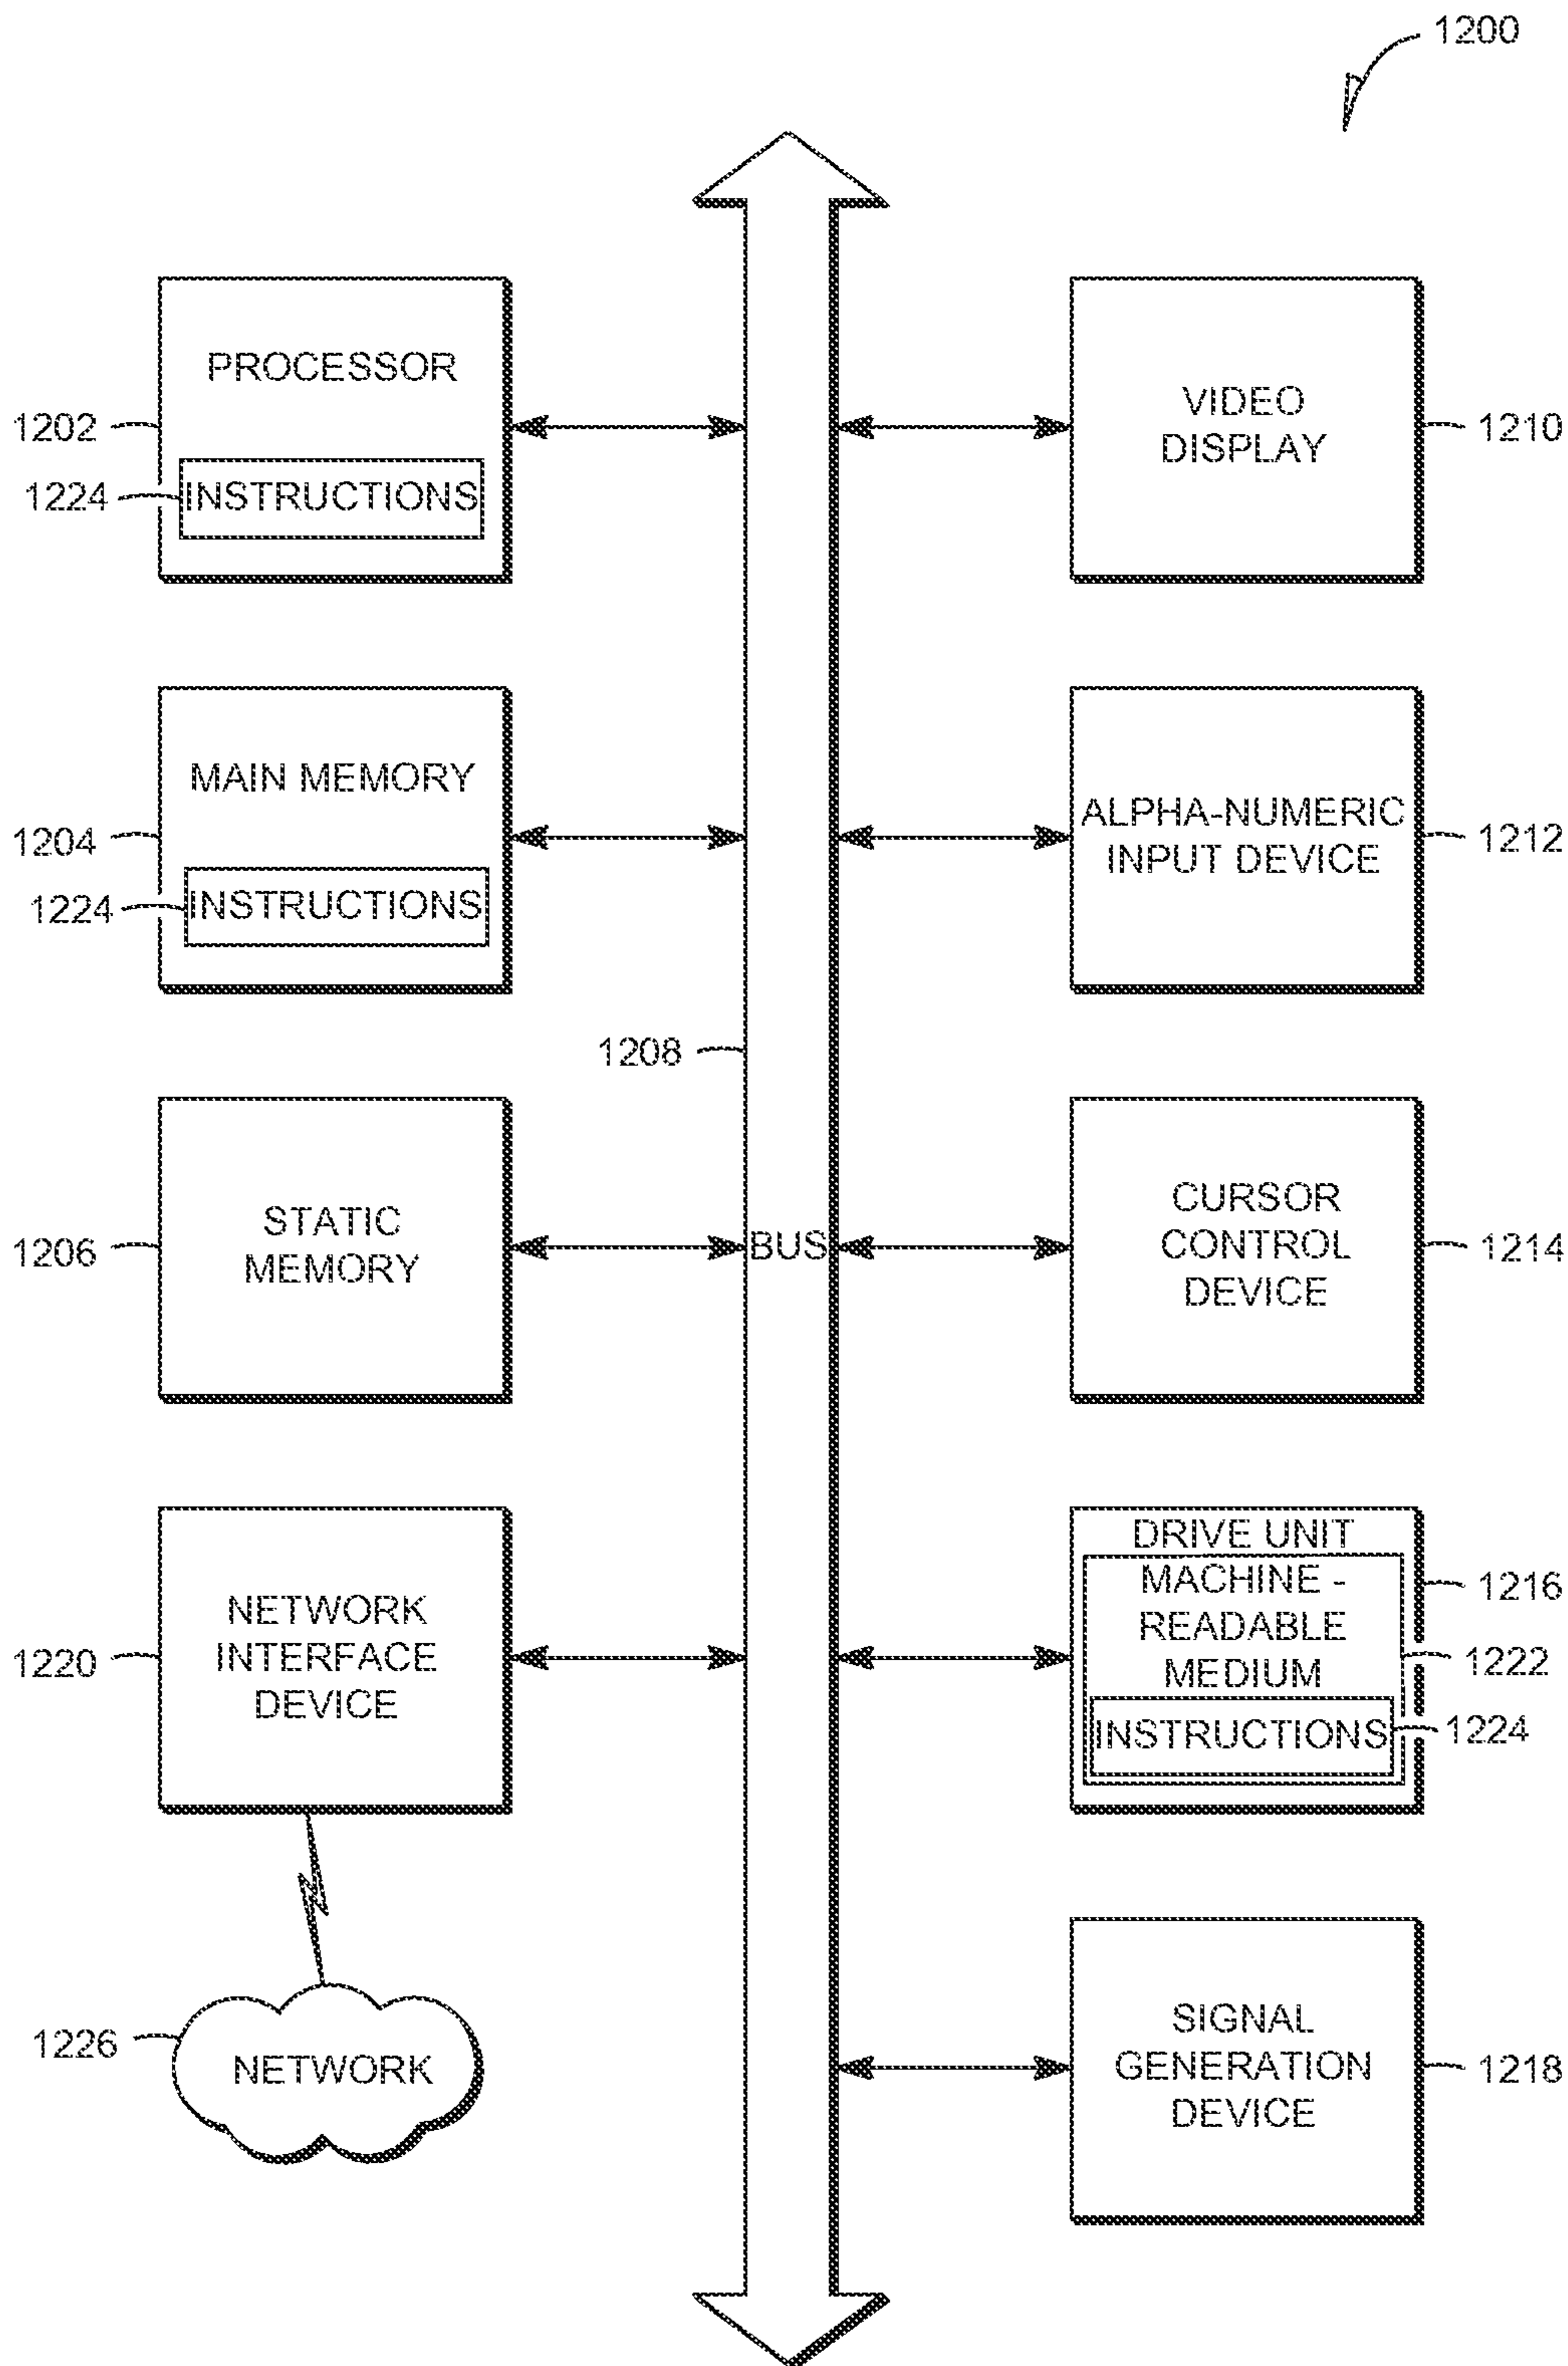 1200
PROCESSOR
1202
1224
INSTRUCTIONS
VIDEO
DISPLAY
1210
MAIN MEMORY
1204
1224
INSTRUCTIONS
ALPHA-NUMERIC
INPUT DEVICE
1212
1208
BUS
STATIC
MEMORY
1206
CURSOR
CONTROL
DEVICE
1214
NETWORK
INTERFACE
DEVICE
1220
DRIVE UNIT
MACHINE -
READABLE
MEDIUM
INSTRUCTIONS
1216
1222
1224
1226
NETWORK
SIGNAL
GENERATION
DEVICE
1218